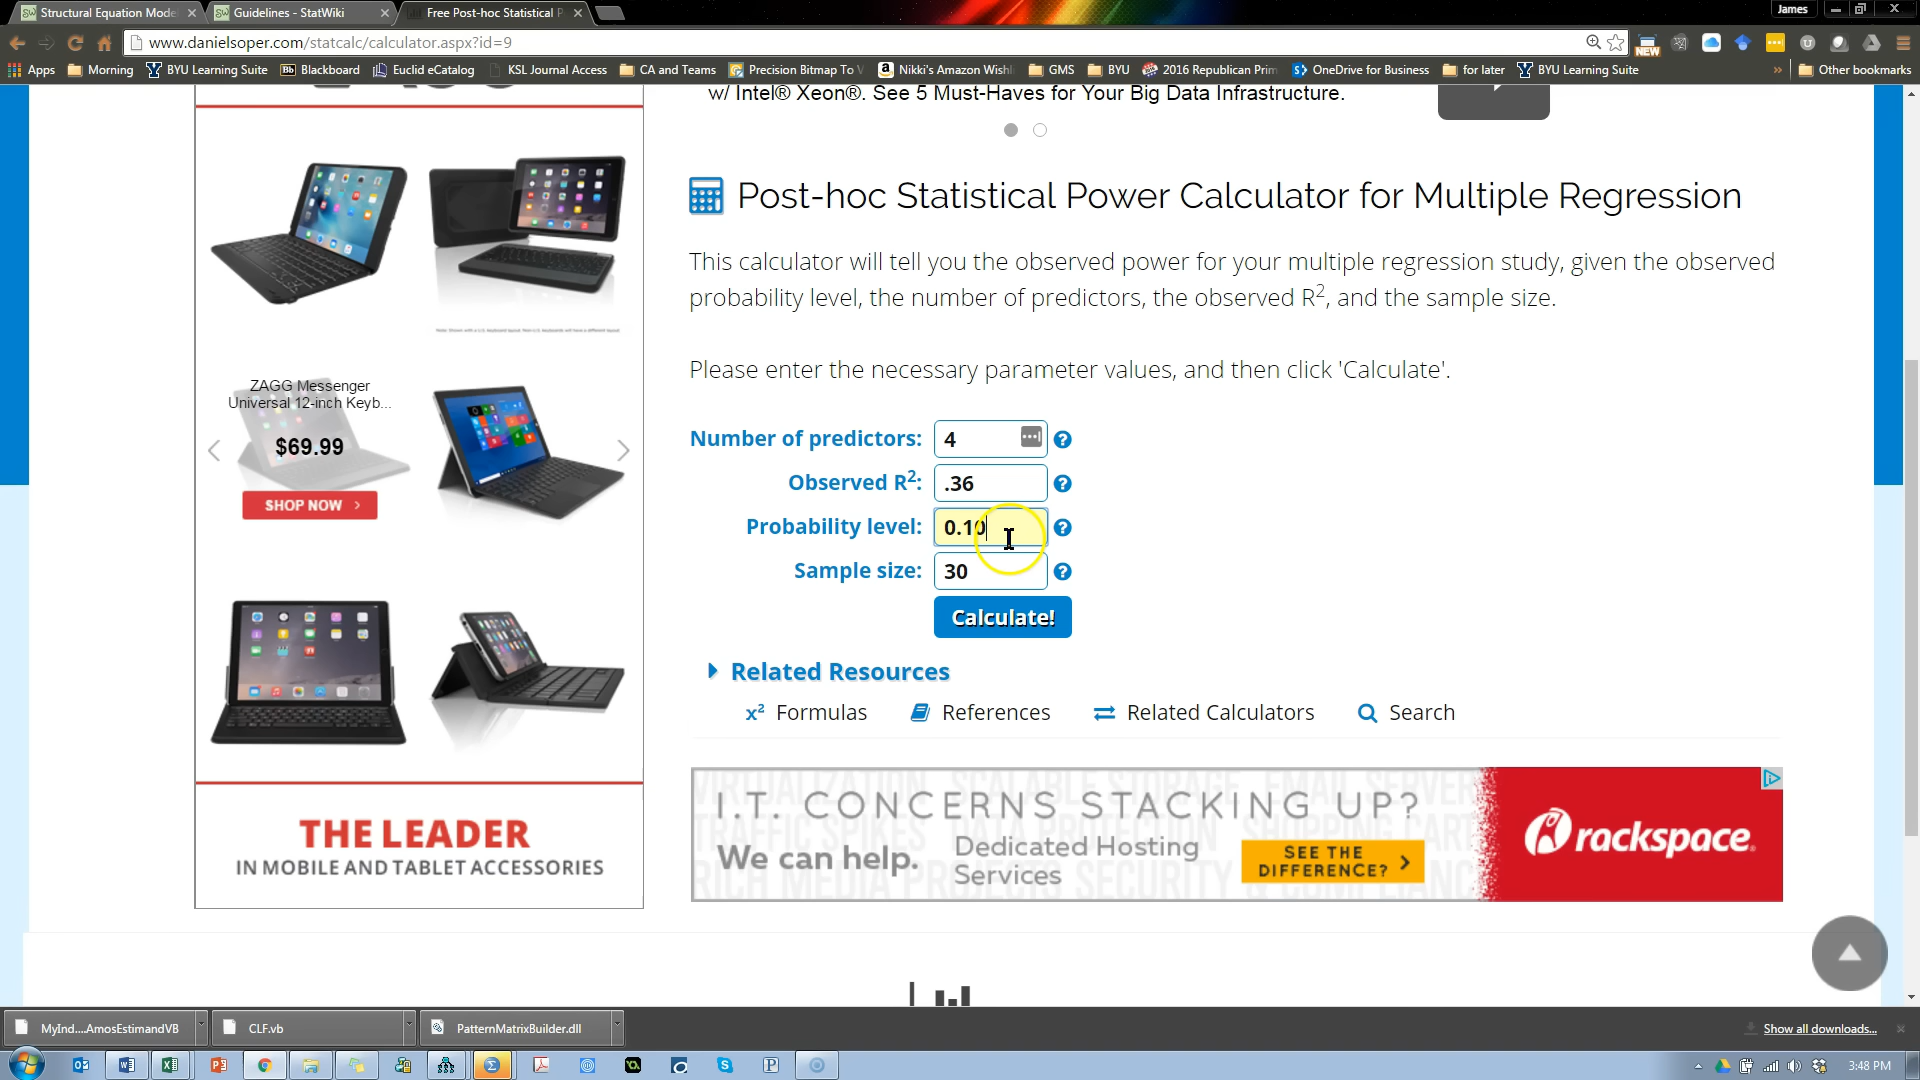 Structural Equation Model
Guidelines - StatWiki
Free Post-hoc Statistical P
James
www.danielsoper.com/statcalc/calculator.aspx?id=9
NEW
Apps
Morning
BYU Learning Suite
Blackboard
Euclid eCatalog
KSL Journal Access
CA and Teams
Precision Bitmap To V
Nikki's Amazon Wishl
GMS
BYU
2016 Republican Prim
OneDrive for Business
for later
BYU Learning Suite
»
Other bookmarks
w/ Intel® Xeon®. See 5 Must-Haves for Your Big Data Infrastructure.
Post-hoc Statistical Power Calculator for Multiple Regression
This calculator will tell you the observed power for your multiple regression study, given the observed
probability level, the number of predictors, the observed R², and the sample size.
Please enter the necessary parameter values, and then click 'Calculate'.
Number of predictors: 4
Observed R²: .36
Probability level: 0.10
Sample size: 30
Calculate!
Related Resources
x² Formulas
References
Related Calculators
Search
ZAGG Messenger
Universal 12-inch Keyb...
$69.99
SHOP NOW >
THE LEADER
IN MOBILE AND TABLET ACCESSORIES
I.T. CONCERNS STACKING UP?
We can help.
Dedicated Hosting
Services
SEE THE
DIFFERENCE? >
rackspace.
MyInd....AmosEstimandVB
CLF.vb
PatternMatrixBuilder.dll
Show all downloads...
3:48 PM